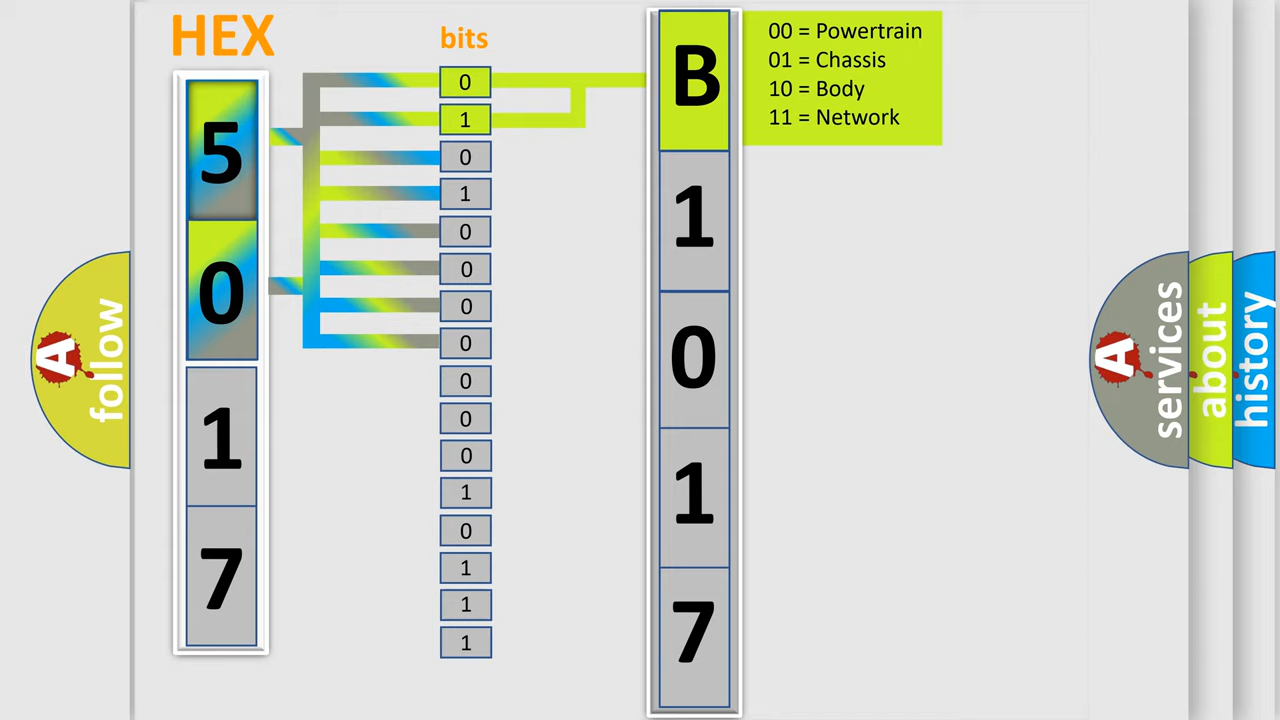 HEX
bits
5
0
1
7
0
1
0
1
0
0
0
0
0
0
0
1
0
1
1
1
B
1
0
1
7
00 = Powertrain
01 = Chassis
10 = Body
11 = Network
A
follow
A
services
about
history